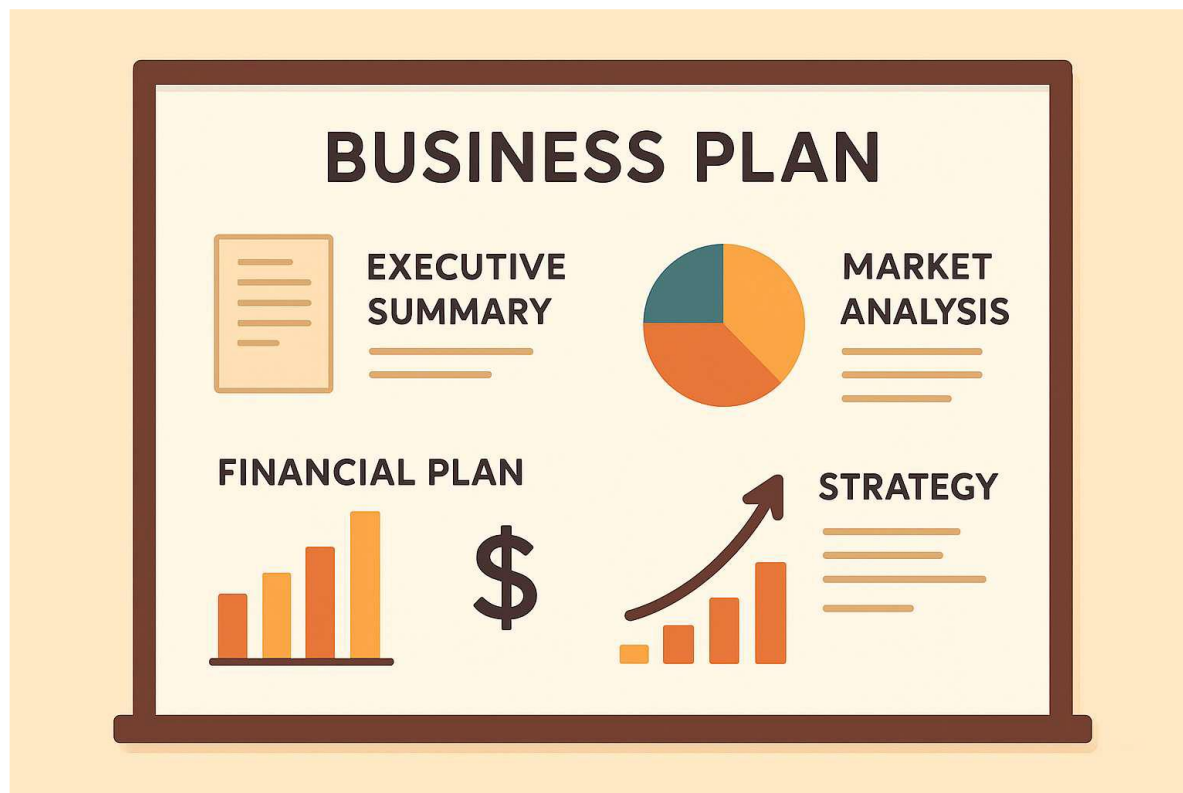 BUSINESS PLAN
EXECUTIVE
SUMMARY
MARKET
ANALYSIS
FINANCIAL PLAN
$
STRATEGY